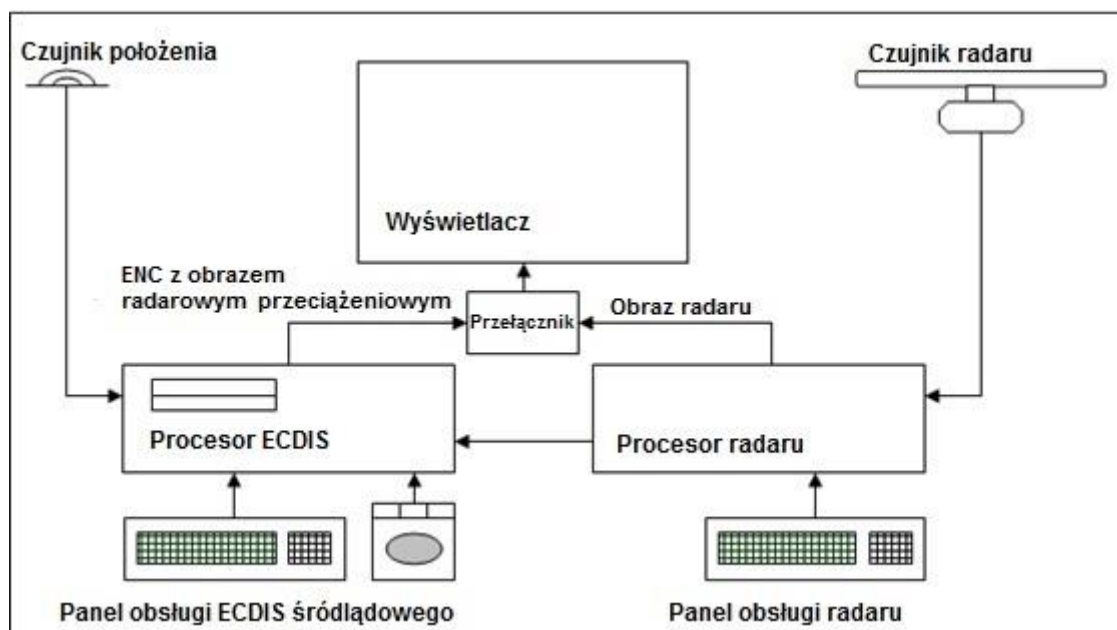 Czujnik położenia
Czujnik radaru
Wyświetlacz
ENC z obrazem
radarowym przeciążeniowym
Przełącznik
Obraz radaru
Procesor ECDIS
Procesor radaru
Panel obsługi ECDIS śródlądowego
Panel obsługi radaru